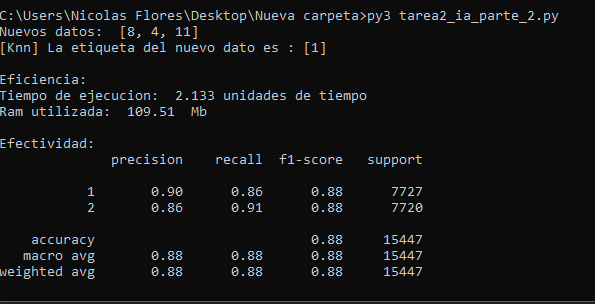 C:\Users\Nicolas Flores\Desktop\Nueva carpeta>py3 tarea2_ia_parte_2.py
Nuevos datos:  [8, 4, 11]
[Knn] La etiqueta del nuevo dato es : [1]
Eficiencia:
Tiempo de ejecucion:  2.133 unidades de tiempo
Ram utilizada:  109.51  Mb
Efectividad:
              precision    recall  f1-score   support
           1       0.90      0.86      0.88      7727
           2       0.86      0.91      0.88      7720
    accuracy                           0.88     15447
   macro avg       0.88      0.88      0.88     15447
weighted avg       0.88      0.88      0.88     15447